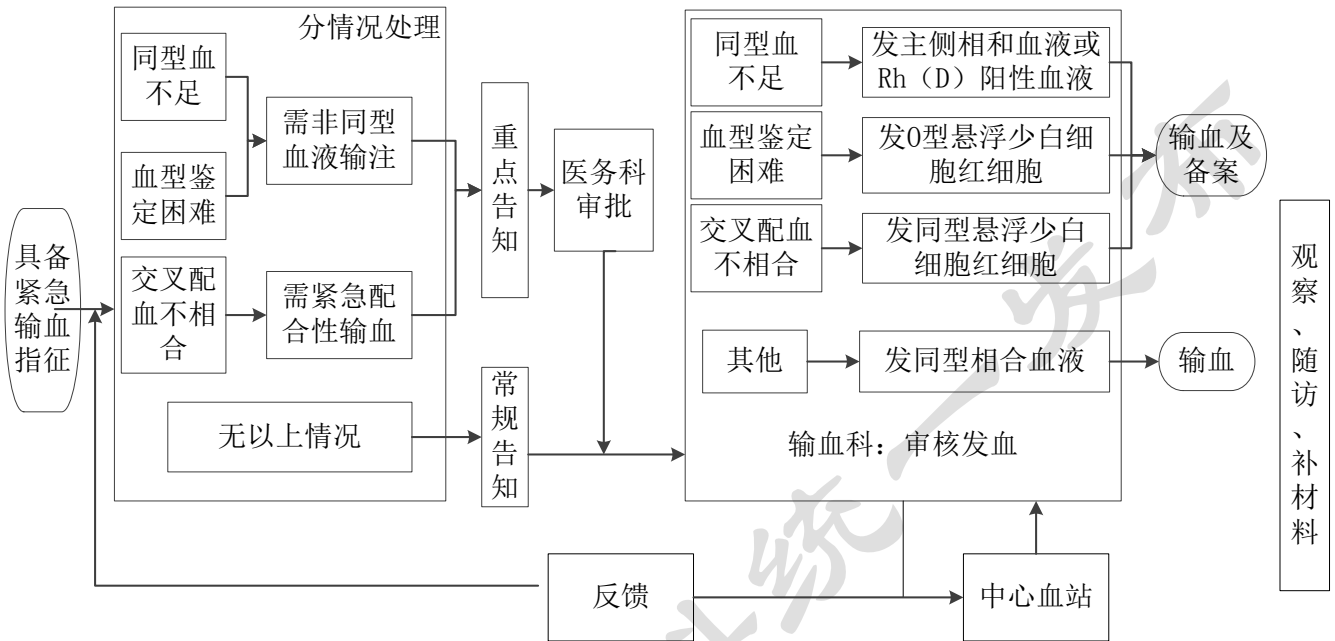 具备
紧急
输血
指征
分情况处理
同型血
不足
血型鉴
定困难
需非同型
血液输注
交叉配
血不相
合
需紧急配
合性输血
无以上情况
重
点
告
知
常
规
告
知
医务科
审批
同型血
不足
发主侧相和血液或
Rh（D）阳性血液
血型鉴定
困难
发O型悬浮少白细
胞红细胞
交叉配血
不相合
发同型悬浮少白
细胞红细胞
其他
发同型相合血液
输血科：审核发血
输血及
备案
输血
观
察
、
随
访
、
补
材
料
反馈
中心血站
统一发布